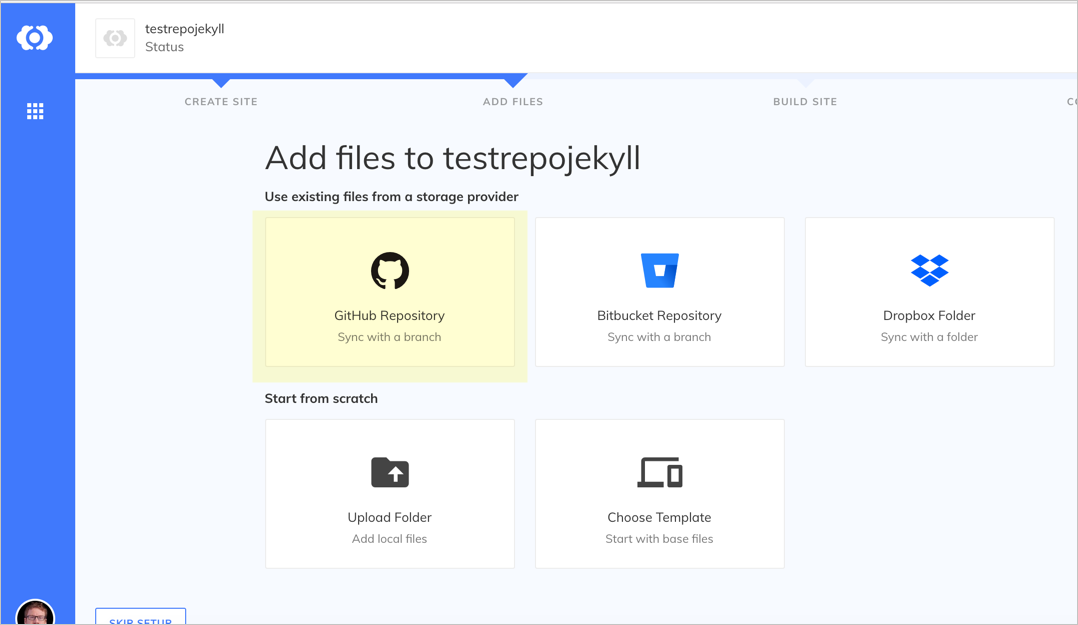 testrepojekyll
Status
CREATE SITE
ADD FILES
BUILD SITE
Add files to testrepojekyll
Use existing files from a storage provider
GitHub Repository
Sync with a branch
Bitbucket Repository
Sync with a branch
Dropbox Folder
Sync with a folder
Start from scratch
Upload Folder
Add local files
Choose Template
Start with base files
SKIP SETUP